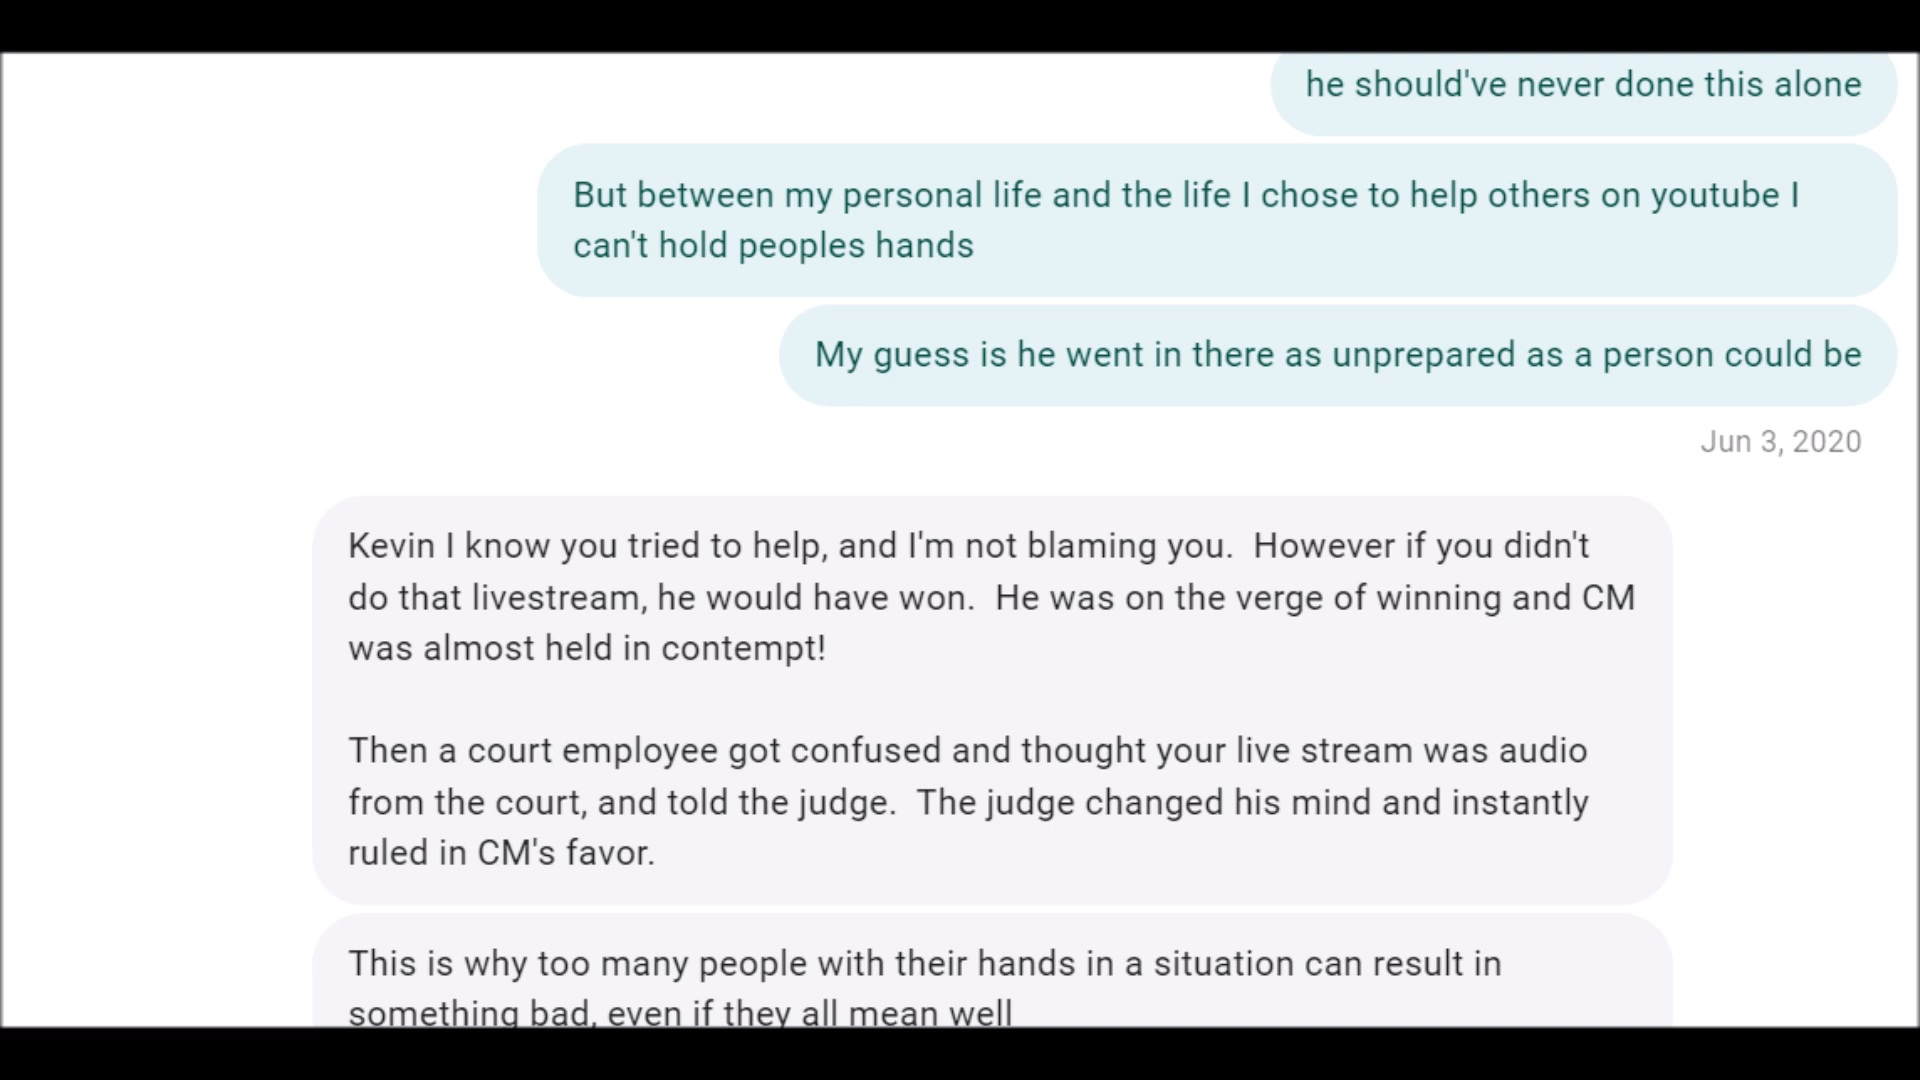 he should've never done this alone
But between my personal life and the life I chose to help others on youtube I
can't hold peoples hands
My guess is he went in there as unprepared as a person could be
Jun 3, 2020
Kevin I know you tried to help, and I'm not blaming you.  However if you didn't
do that livestream, he would have won.  He was on the verge of winning and CM
was almost held in contempt!
Then a court employee got confused and thought your live stream was audio
from the court, and told the judge.  The judge changed his mind and instantly
ruled in CM's favor.
This is why too many people with their hands in a situation can result in
something bad, even if they all mean well